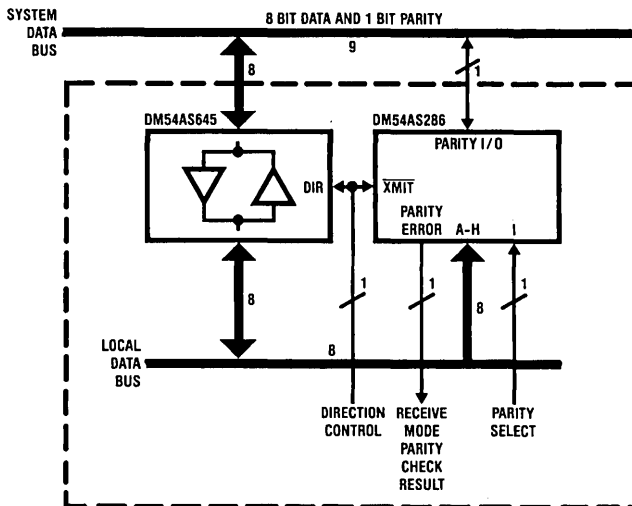 SYSTEM
DATA
BUS
8 BIT DATA AND 1 BIT PARITY
9
8
1
DM54AS645
DM54AS286
PARITY I/O
DIR
XMIT
PARITY
ERROR
A-H
I
8
1
1
8
1
LOCAL
DATA
BUS
8
DIRECTION
CONTROL
RECEIVE
MODE
PARITY
CHECK
RESULT
PARITY
SELECT